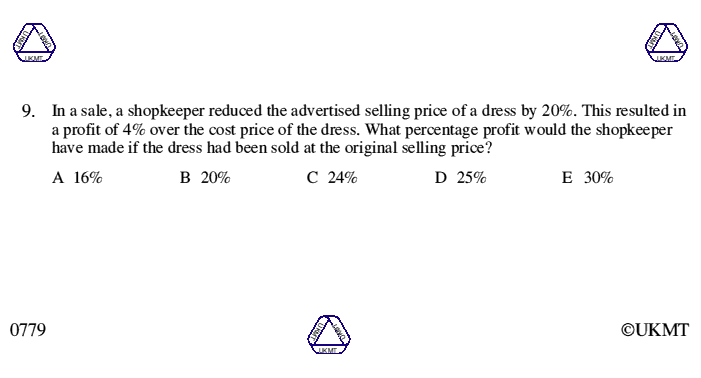 9. In a sale, a shopkeeper reduced the advertised selling price of a dress by 20%. This resulted in
a profit of 4% over the cost price of the dress. What percentage profit would the shopkeeper
have made if the dress had been sold at the original selling price?
A 16% B 20% C 24% D 25% E 30%
0779 ©UKMT
UKMT
UKMT
UKMT
UKMT
UKMT
UKMT
UKMT
UKMT
UKMT